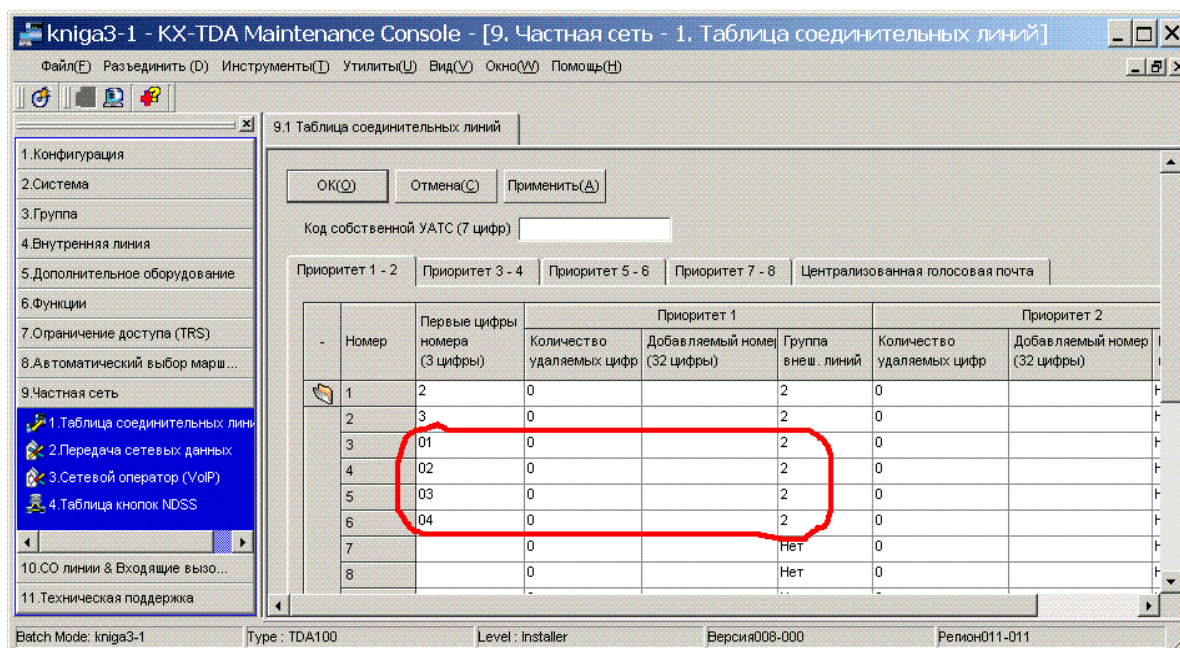 kniga3-1 - KX-TDA Maintenance Console - [9. Частная сеть - 1. Таблица соединительных линий]
Файл(F) Разъединить (D) Инструменты(T) Утилиты(U) Вид(V) Окно(W) Помощь(H)
9.1 Таблица соединительных линий
1.Конфигурация
2.Система
3.Группа
4.Внутренняя линия
5.Дополнительное оборудование
6.Функции
7.Ограничение доступа (TRS)
8.Автоматический выбор марш...
9.Частная сеть
1.Таблица соединительных лини
2.Передача сетевых данных
3.Сетевой оператор (VoIP)
4.Таблица кнопок NDSS
10.CO линии & Входящие вызо...
11.Техническая поддержка
OK(O) Отмена(C) Применить(A)
Код собственной УАТС (7 цифр)
Приоритет 1 - 2 Приоритет 3 - 4 Приоритет 5 - 6 Приоритет 7 - 8 Централизованная голосовая почта
Приоритет 1 Приоритет 2
- Номер Первые цифры номера (3 цифры) Количество удаляемых цифр Добавляемый номер (32 цифры) Группа внеш. линий Количество удаляемых цифр Добавляемый номер (32 цифры)
1 2 0 2 0
2 3 0 2 0
3 01 0 2 0
4 02 0 2 0
5 03 0 2 0
6 04 0 2 0
7 0 Нет 0
8 0 Нет 0
Batch Mode: kniga3-1 Type : TDA100 Level : Installer Версия008-000 Регион011-011